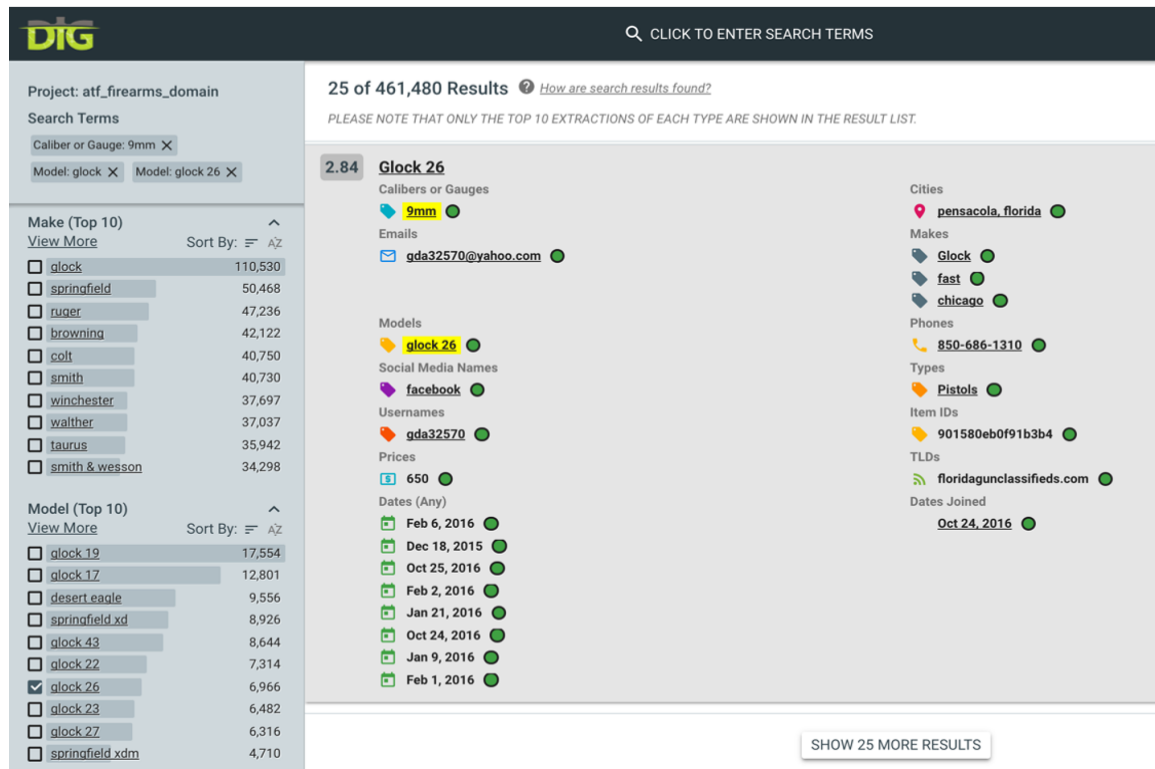 DIG
CLICK TO ENTER SEARCH TERMS
Project: atf_firearms_domain
Search Terms
Caliber or Gauge: 9mm ✕
Model: glock ✕ Model: glock 26 ✕
Make (Top 10)
View More Sort By: AZ
glock 110,530
springfield 50,468
ruger 47,236
browning 42,122
colt 40,750
smith 40,730
winchester 37,697
walther 37,037
taurus 35,942
smith & wesson 34,298
Model (Top 10)
View More Sort By: AZ
glock 19 17,554
glock 17 12,801
desert eagle 9,556
springfield xd 8,926
glock 43 8,644
glock 22 7,314
glock 26 6,966
glock 23 6,482
glock 27 6,316
springfield xdm 4,710
25 of 461,480 Results ? How are search results found?
PLEASE NOTE THAT ONLY THE TOP 10 EXTRACTIONS OF EACH TYPE ARE SHOWN IN THE RESULT LIST.
2.84 Glock 26
Calibers or Gauges
9mm
Emails
gda32570@yahoo.com
Models
glock 26
Social Media Names
facebook
Usernames
gda32570
Prices
650
Dates (Any)
Feb 6, 2016
Dec 18, 2015
Oct 25, 2016
Feb 2, 2016
Jan 21, 2016
Oct 24, 2016
Jan 9, 2016
Feb 1, 2016
Cities
pensacola, florida
Makes
Glock
fast
chicago
Phones
850-686-1310
Types
Pistols
Item IDs
901580eb0f91b3b4
TLDs
floridagunclassifieds.com
Dates Joined
Oct 24, 2016
SHOW 25 MORE RESULTS